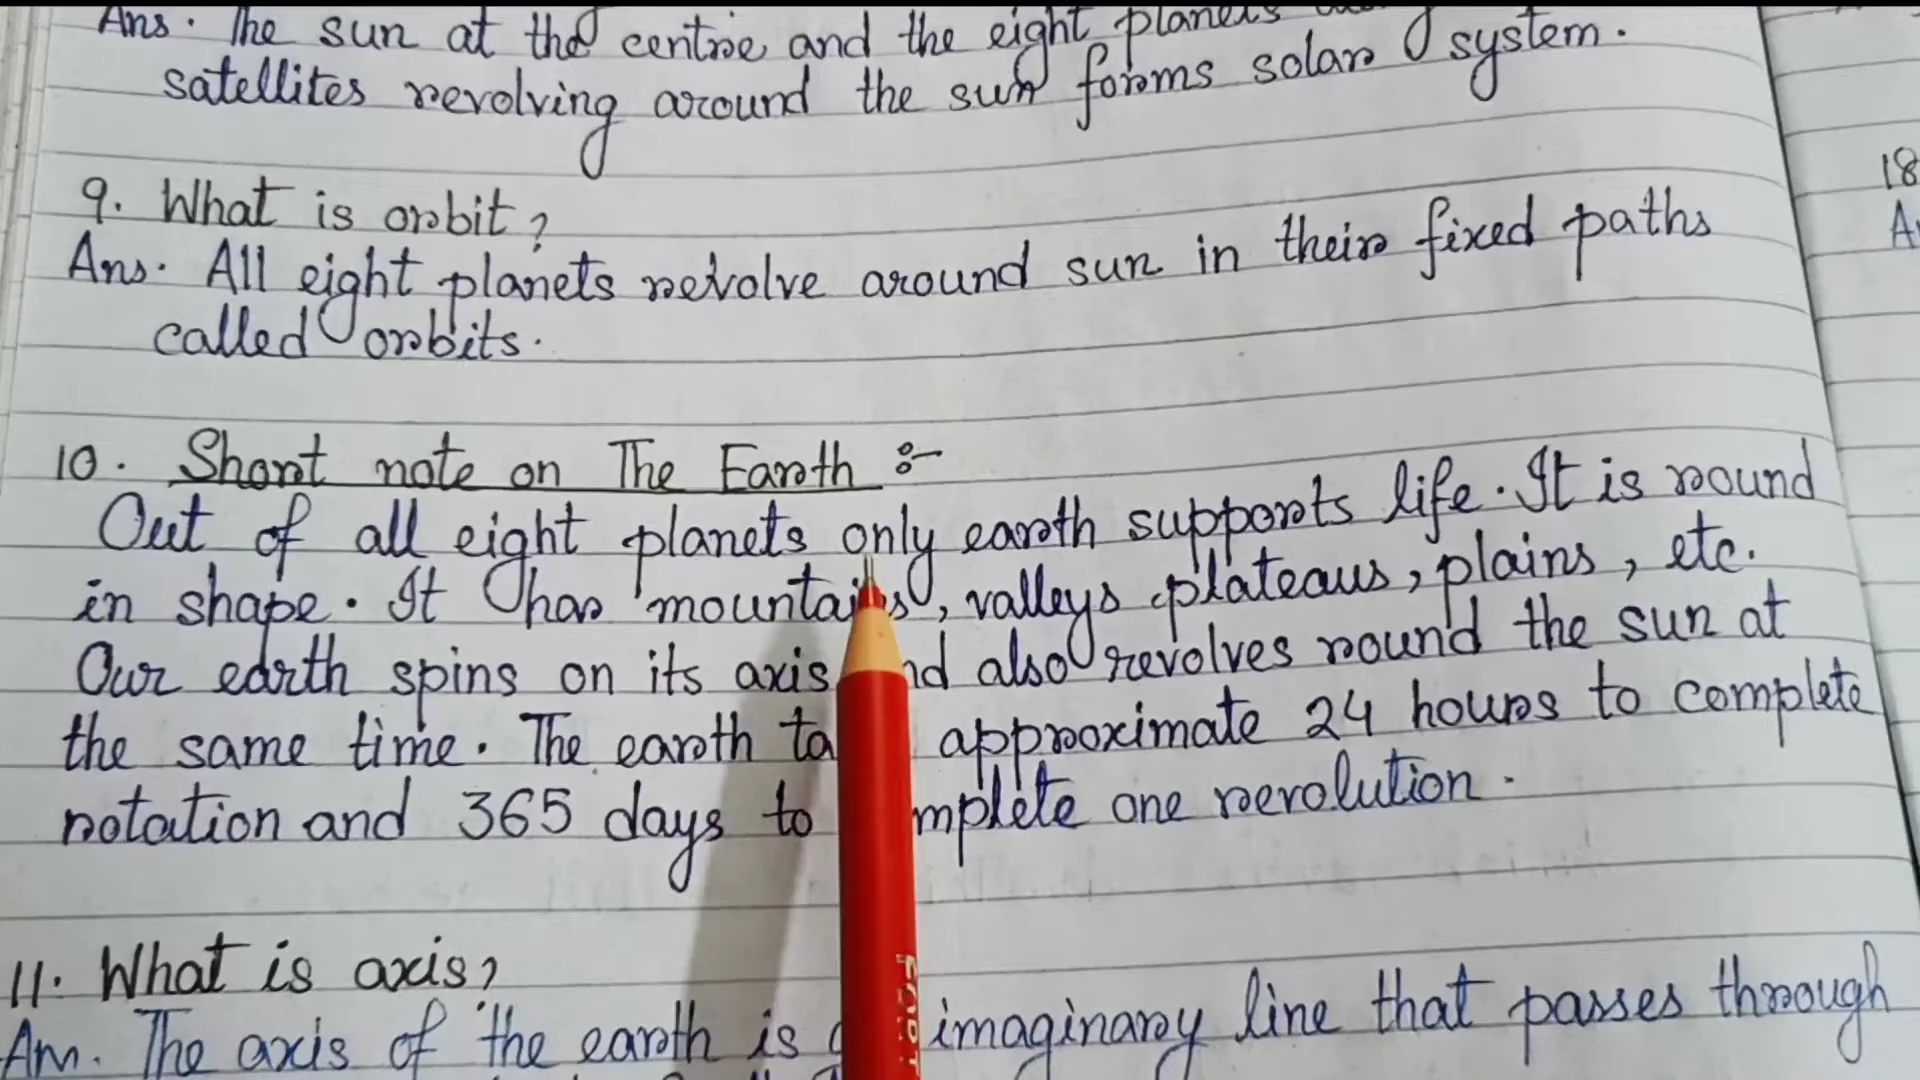 Ans. The sun at the centre and the eight planets
satellites revolving around the sun forms solar system.
9. What is orbit?
Ans. All eight planets revolve around sun in their fixed paths
called orbits.
10. Short note on The Earth :-
Out of all eight planets only earth supports life. It is round
in shape. It has mountains, valleys, plateaus, plains, etc.
Our earth spins on its axis and also revolves round the sun at
the same time. The earth ta approximate 24 hours to complete
rotation and 365 days to complete one revolution.
11. What is axis?
Ans. The axis of the earth is imaginary line that passes through
18
A
FORT